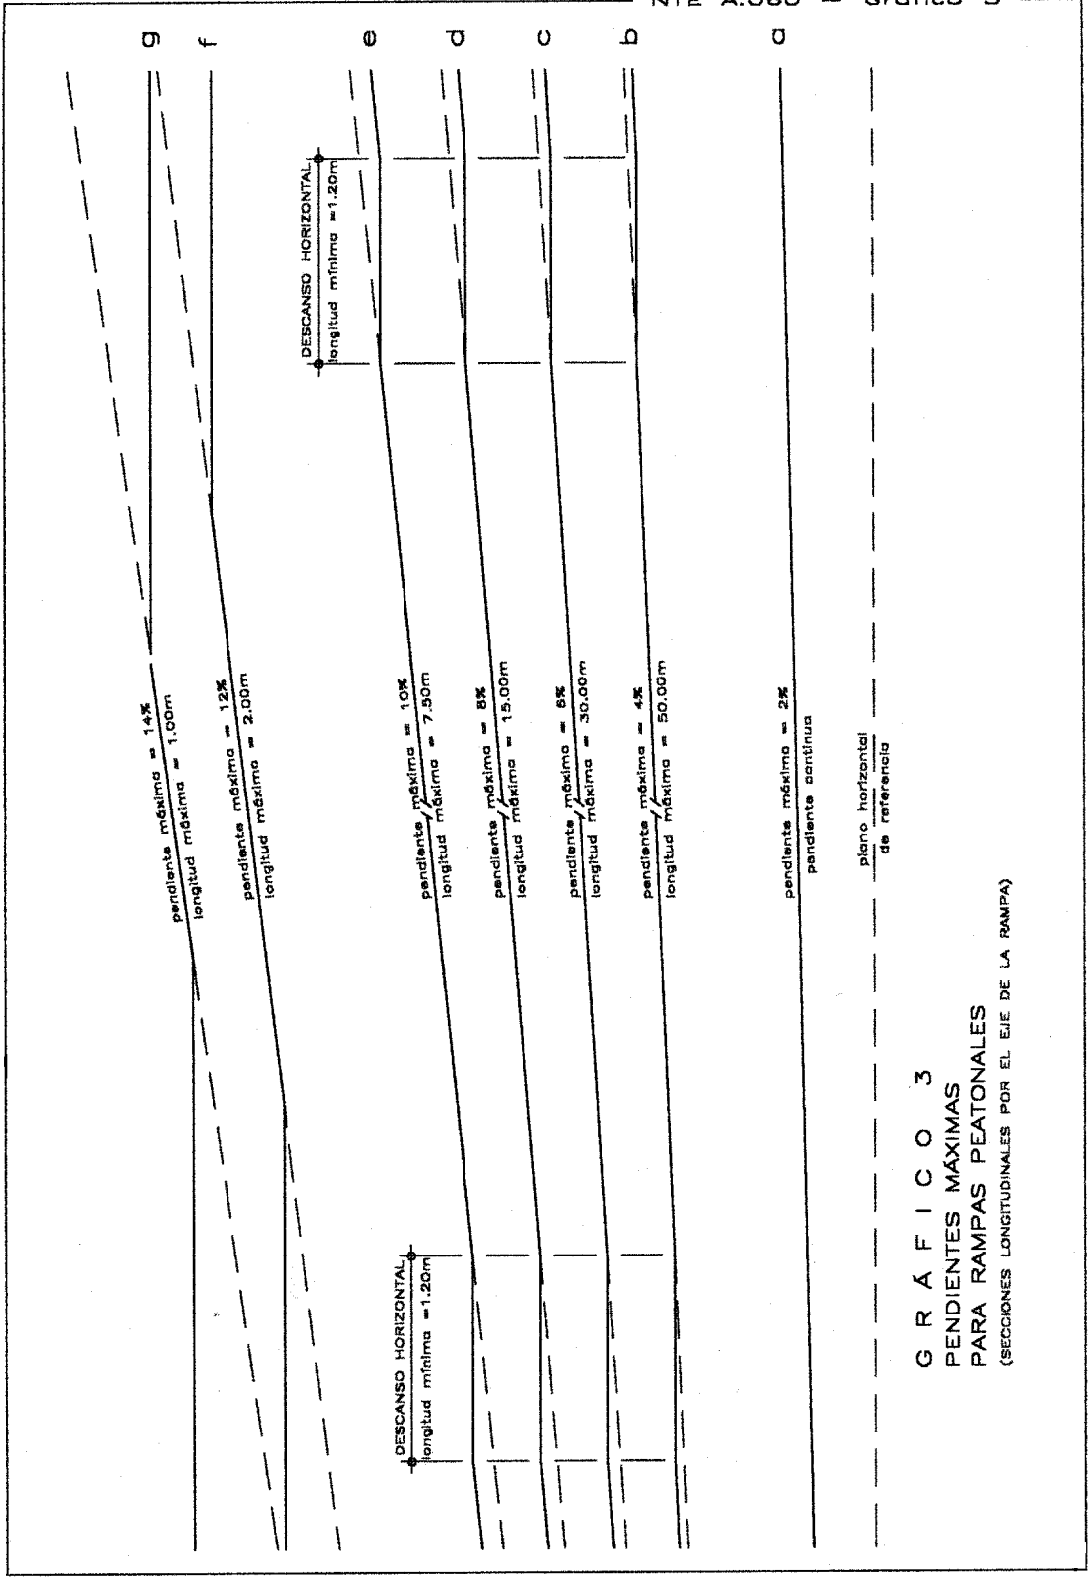 NTE A.060 – Gráfico 3
g
f
e
d
c
b
a
pendiente máxima = 14%
longitud máxima = 1.00m
pendiente máxima = 12%
longitud máxima = 2.00m
DESCANSO HORIZONTAL
longitud mínima =1.20m
DESCANSO HORIZONTAL
longitud mínima =1.20m
pendiente máxima = 10%
longitud máxima = 7.50m
pendiente máxima = 8%
longitud máxima = 15.00m
pendiente máxima = 6%
longitud máxima = 30.00m
pendiente máxima = 4%
longitud máxima = 50.00m
pendiente máxima = 2%
pendiente continua
plano horizontal
de referencia
GRÁFICO 3
PENDIENTES MÁXIMAS
PARA RAMPAS PEATONALES
(SECCIONES LONGITUDINALES POR EL EJE DE LA RAMPA)